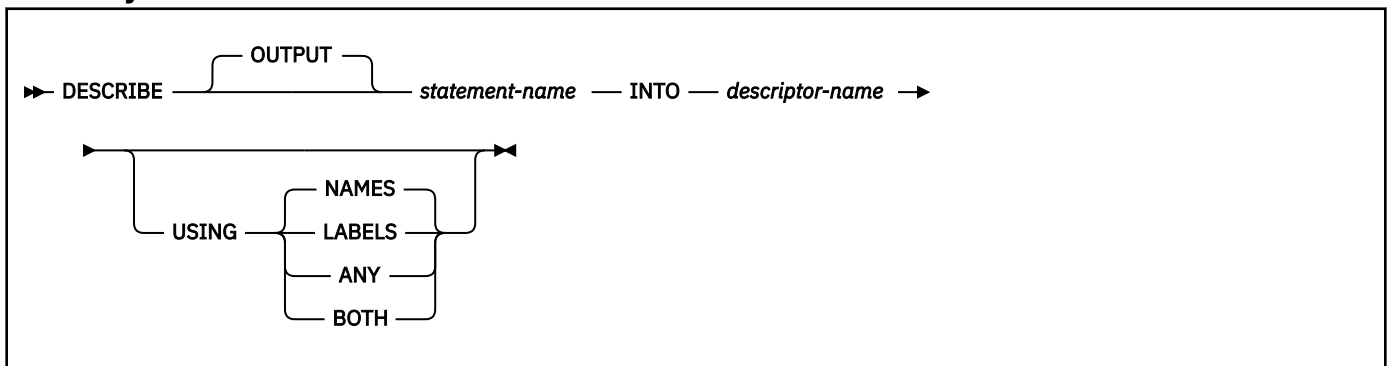 OUTPUT
DESCRIBE statement-name INTO descriptor-name
NAMES
USING LABELS
ANY
BOTH